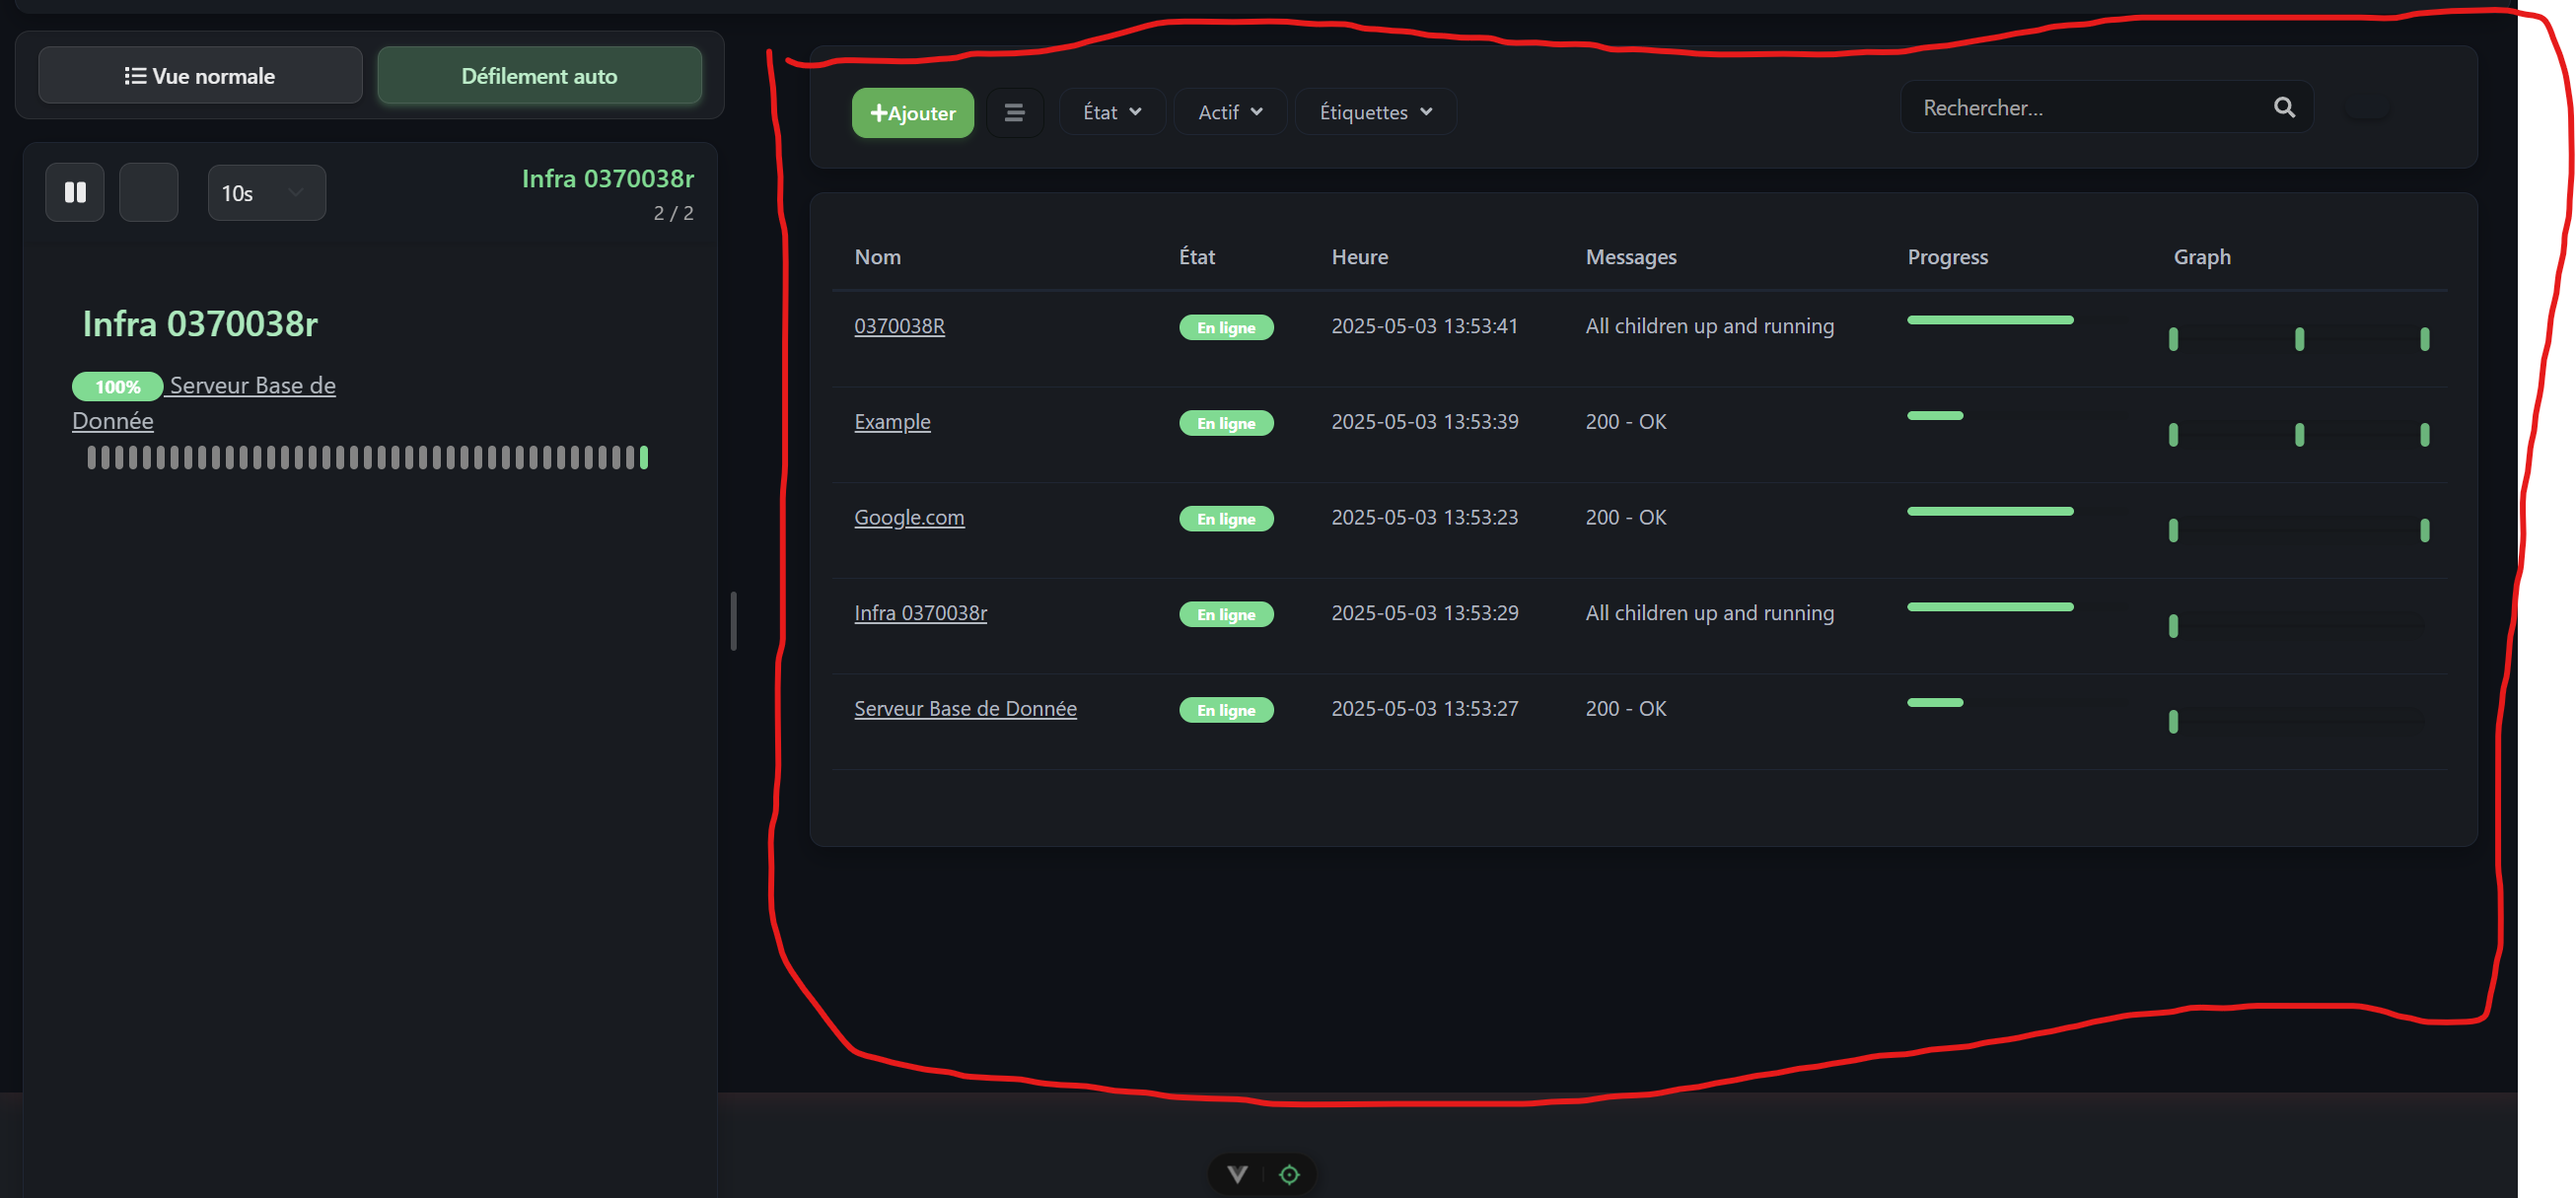 Vue normale
Défilement auto
10s
Infra 0370038r
2 / 2
Infra 0370038r
100% Serveur Base de
Donnée
Ajouter
État
Actif
Étiquettes
Rechercher...
Nom État Heure Messages Progress Graph
0370038R En ligne 2025-05-03 13:53:41 All children up and running
Example En ligne 2025-05-03 13:53:39 200 - OK
Google.com En ligne 2025-05-03 13:53:23 200 - OK
Infra 0370038r En ligne 2025-05-03 13:53:29 All children up and running
Serveur Base de Donnée En ligne 2025-05-03 13:53:27 200 - OK